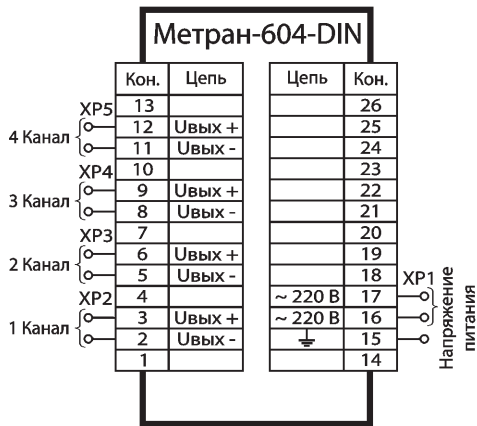 Метран-604-DIN
Кон. Цепь Цепь Кон.
XP5 13 26
12 Uвых + 25
4 Канал
11 Uвых - 24
XP4 10 23
9 Uвых + 22
3 Канал
8 Uвых - 21
XP3 7 20
6 Uвых + 19
2 Канал
5 Uвых - 18 XP1
XP2 4 ~ 220 В 17
3 Uвых + ~ 220 В 16
1 Канал
2 Uвых - 15
1 14
Напряжение
питания